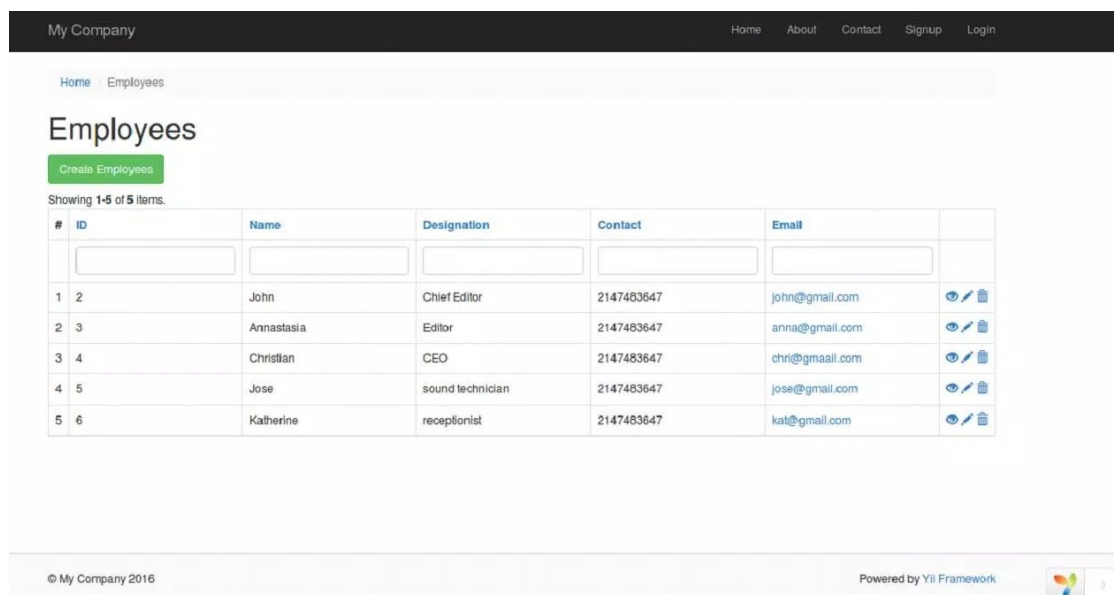 My Company Home About Contact Signup Login
Home / Employees
Employees
Create Employees
Showing 1-5 of 5 items.
# ID Name Designation Contact Email
1 2 John Chief Editor 2147483647 john@gmail.com
2 3 Annastasia Editor 2147483647 anna@gmail.com
3 4 Christian CEO 2147483647 chri@gmaail.com
4 5 Jose sound technician 2147483647 jose@gmail.com
5 6 Katherine receptionist 2147483647 kat@gmail.com
© My Company 2016 Powered by Yii Framework